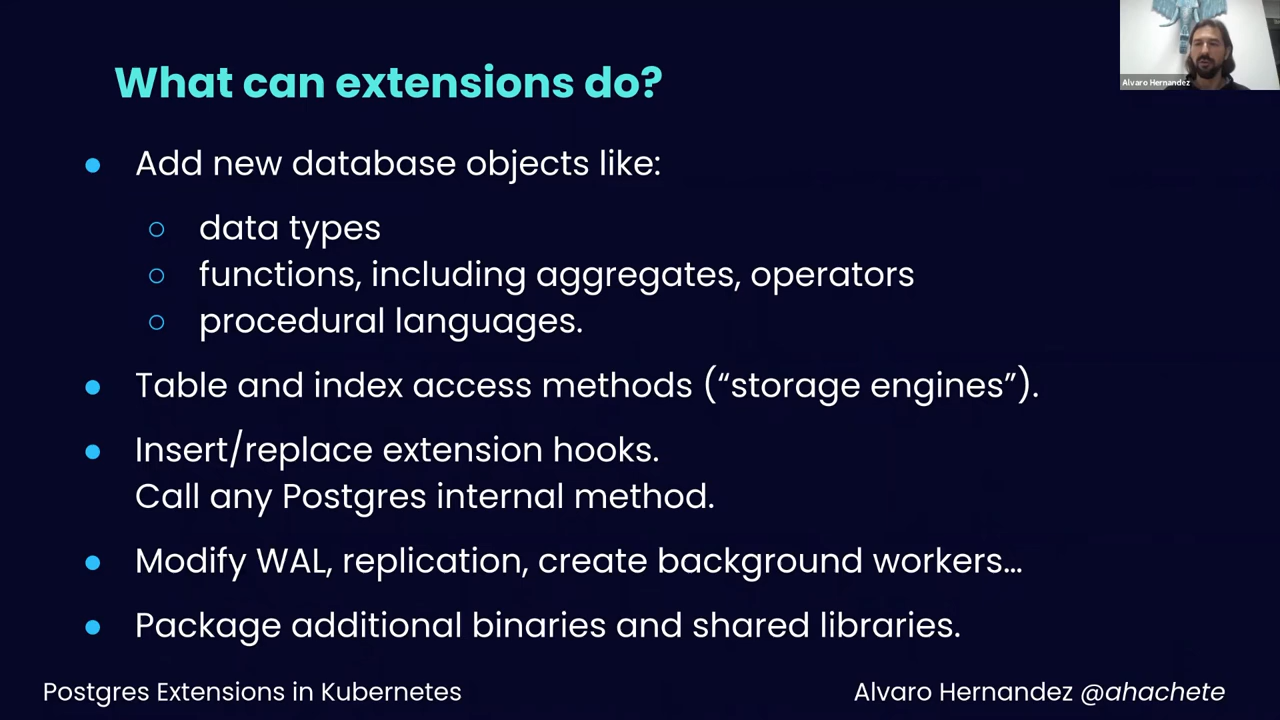 What can extensions do?
Alvaro Hernandez
● Add new database objects like:
○ data types
○ functions, including aggregates, operators
○ procedural languages.
● Table and index access methods (“storage engines”).
● Insert/replace extension hooks.
Call any Postgres internal method.
● Modify WAL, replication, create background workers…
● Package additional binaries and shared libraries.
Postgres Extensions in Kubernetes
Alvaro Hernandez @ahachete